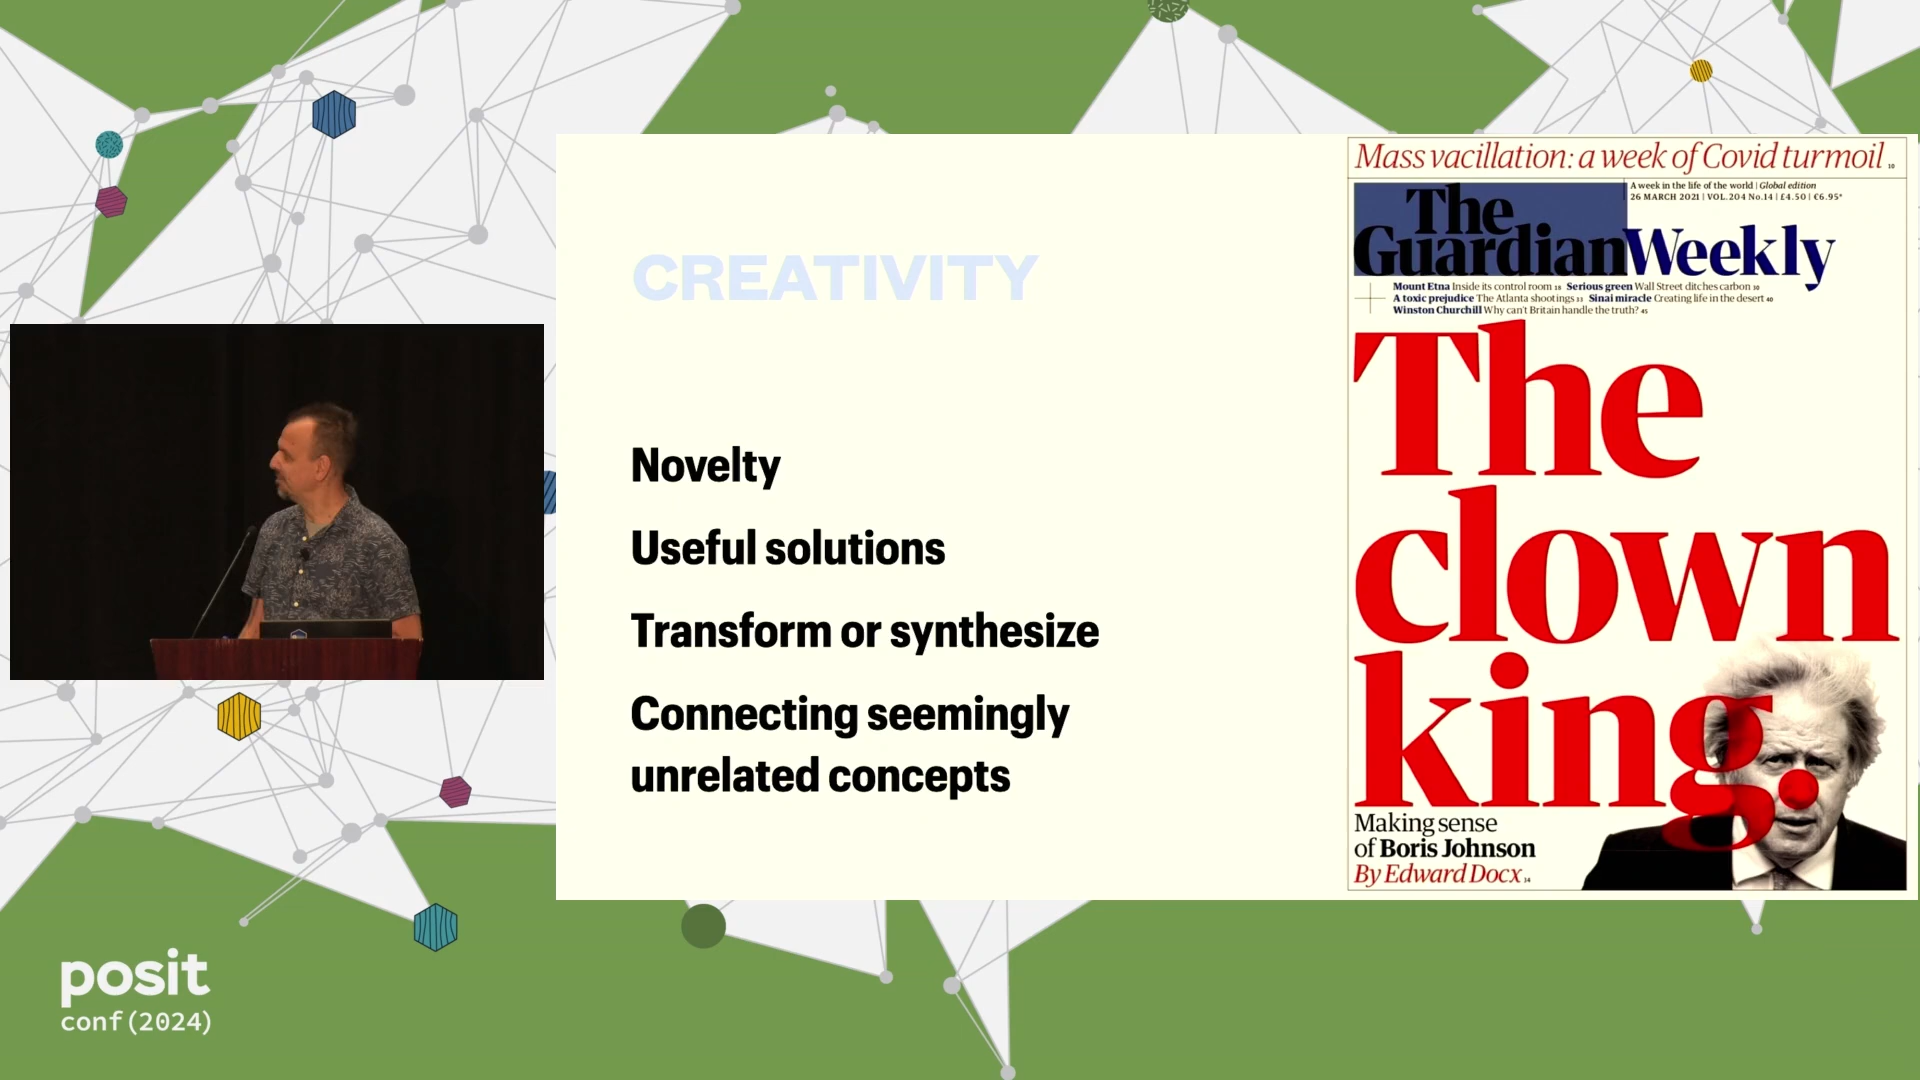 CREATIVITY
Novelty
Useful solutions
Transform or synthesize
Connecting seemingly
unrelated concepts
Mass vacillation: a week of Covid turmoil 10
A week in the life of the world | Global edition
26 MARCH 2021 | VOL.204 No.14 | £4.50 | €6.95*
The
GuardianWeekly
Mount Etna Inside its control room 18 Serious green Wall Street ditches carbon 30
A toxic prejudice The Atlanta shootings 33 Sinai miracle Creating life in the desert 40
Winston Churchill Why can't Britain handle the truth? 45
The
clown
king.
Making sense
of Boris Johnson
By Edward Docx 34
posit
conf(2024)